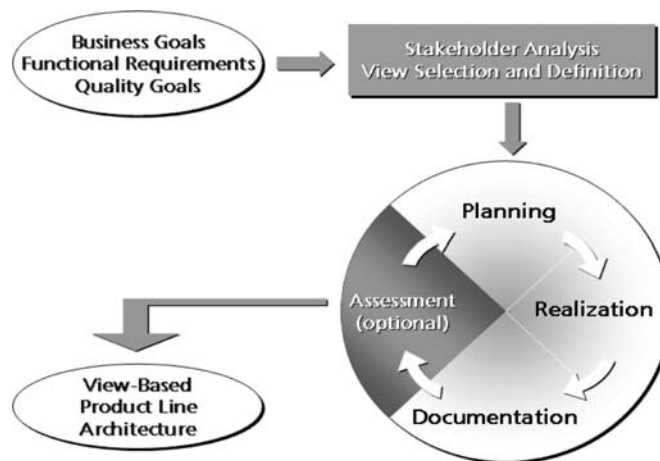 Business Goals
Functional Requirements
Quality Goals
Stakeholder Analysis
View Selection and Definition
Planning
Realization
Assessment
(optional)
Documentation
View-Based
Product Line
Architecture